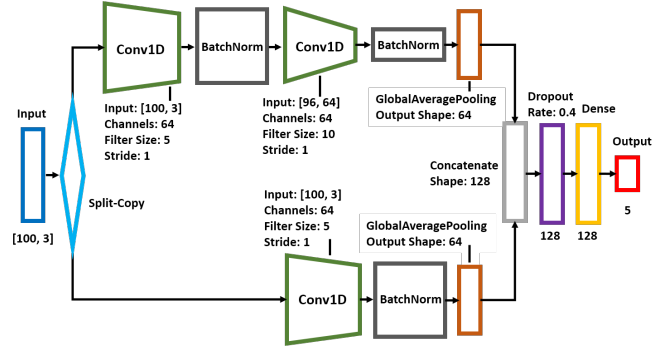 Conv1D
BatchNorm
Conv1D
BatchNorm
Input: [100, 3]
Channels: 64
Filter Size: 5
Stride: 1
Input: [96, 64]
Channels: 64
Filter Size: 10
Stride: 1
GlobalAveragePooling
Output Shape: 64
Input
[100, 3]
Split-Copy
Input: [100, 3]
Channels: 64
Filter Size: 5
Stride: 1
GlobalAveragePooling
Output Shape: 64
Conv1D
BatchNorm
Concatenate
Shape: 128
Dropout
Rate: 0.4
128
Dense
128
Output
5